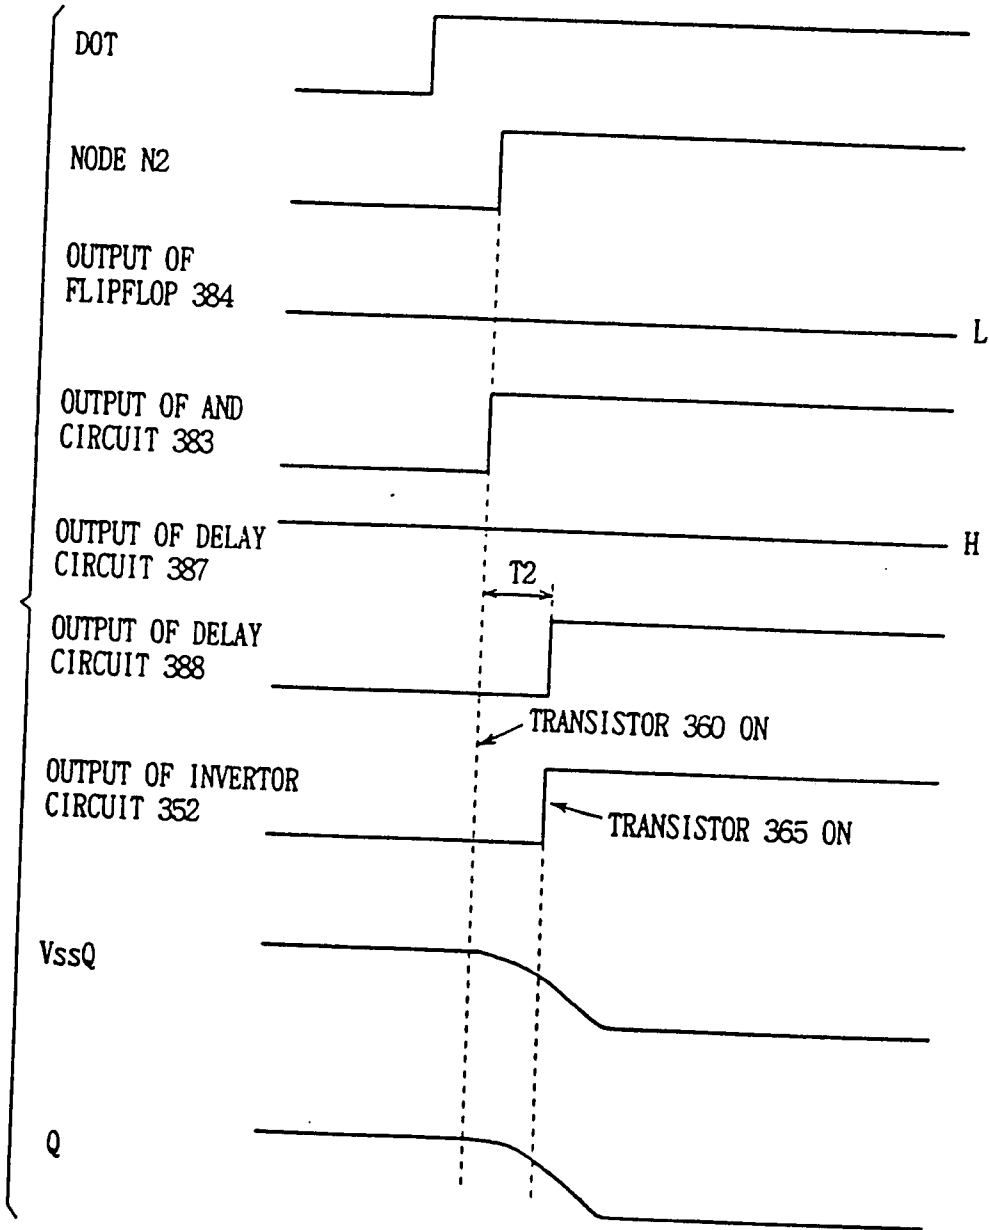 DOT
NODE N2
OUTPUT OF
FLIPFLOP 384
L
OUTPUT OF AND
CIRCUIT 383
OUTPUT OF DELAY
CIRCUIT 387
H
T2
OUTPUT OF DELAY
CIRCUIT 388
TRANSISTOR 360 ON
OUTPUT OF INVERTOR
CIRCUIT 352
TRANSISTOR 365 ON
VssQ
Q